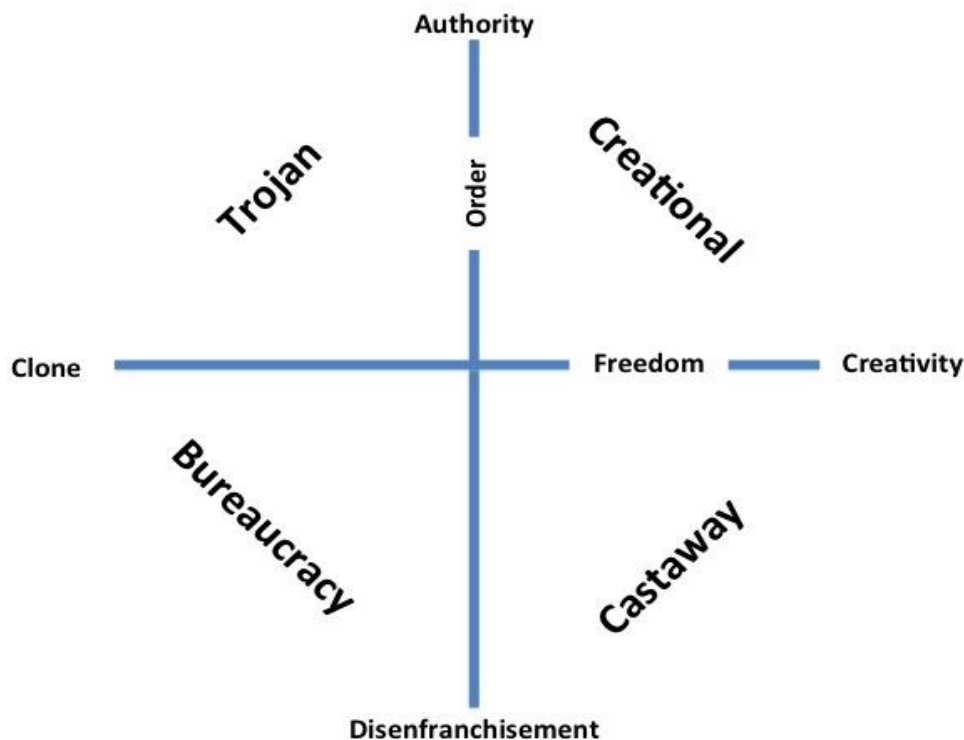 Authority
Trojan
Order
Creational
Clone
Freedom
Creativity
Bureaucracy
Castaway
Disenfranchisement